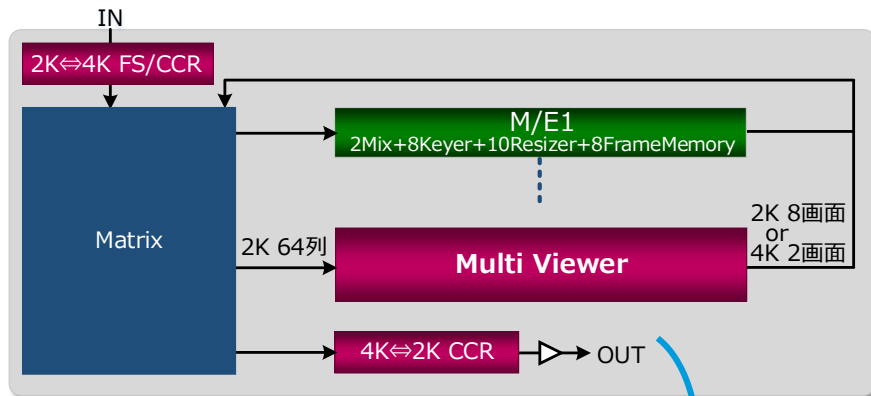 IN
2K⇔4K FS/CCR
M/E1
2Mix+8Keyer+10Resizer+8FrameMemory
Matrix
2K 64列
Multi Viewer
2K 8画面
or
4K 2画面
4K⇔2K CCR
OUT